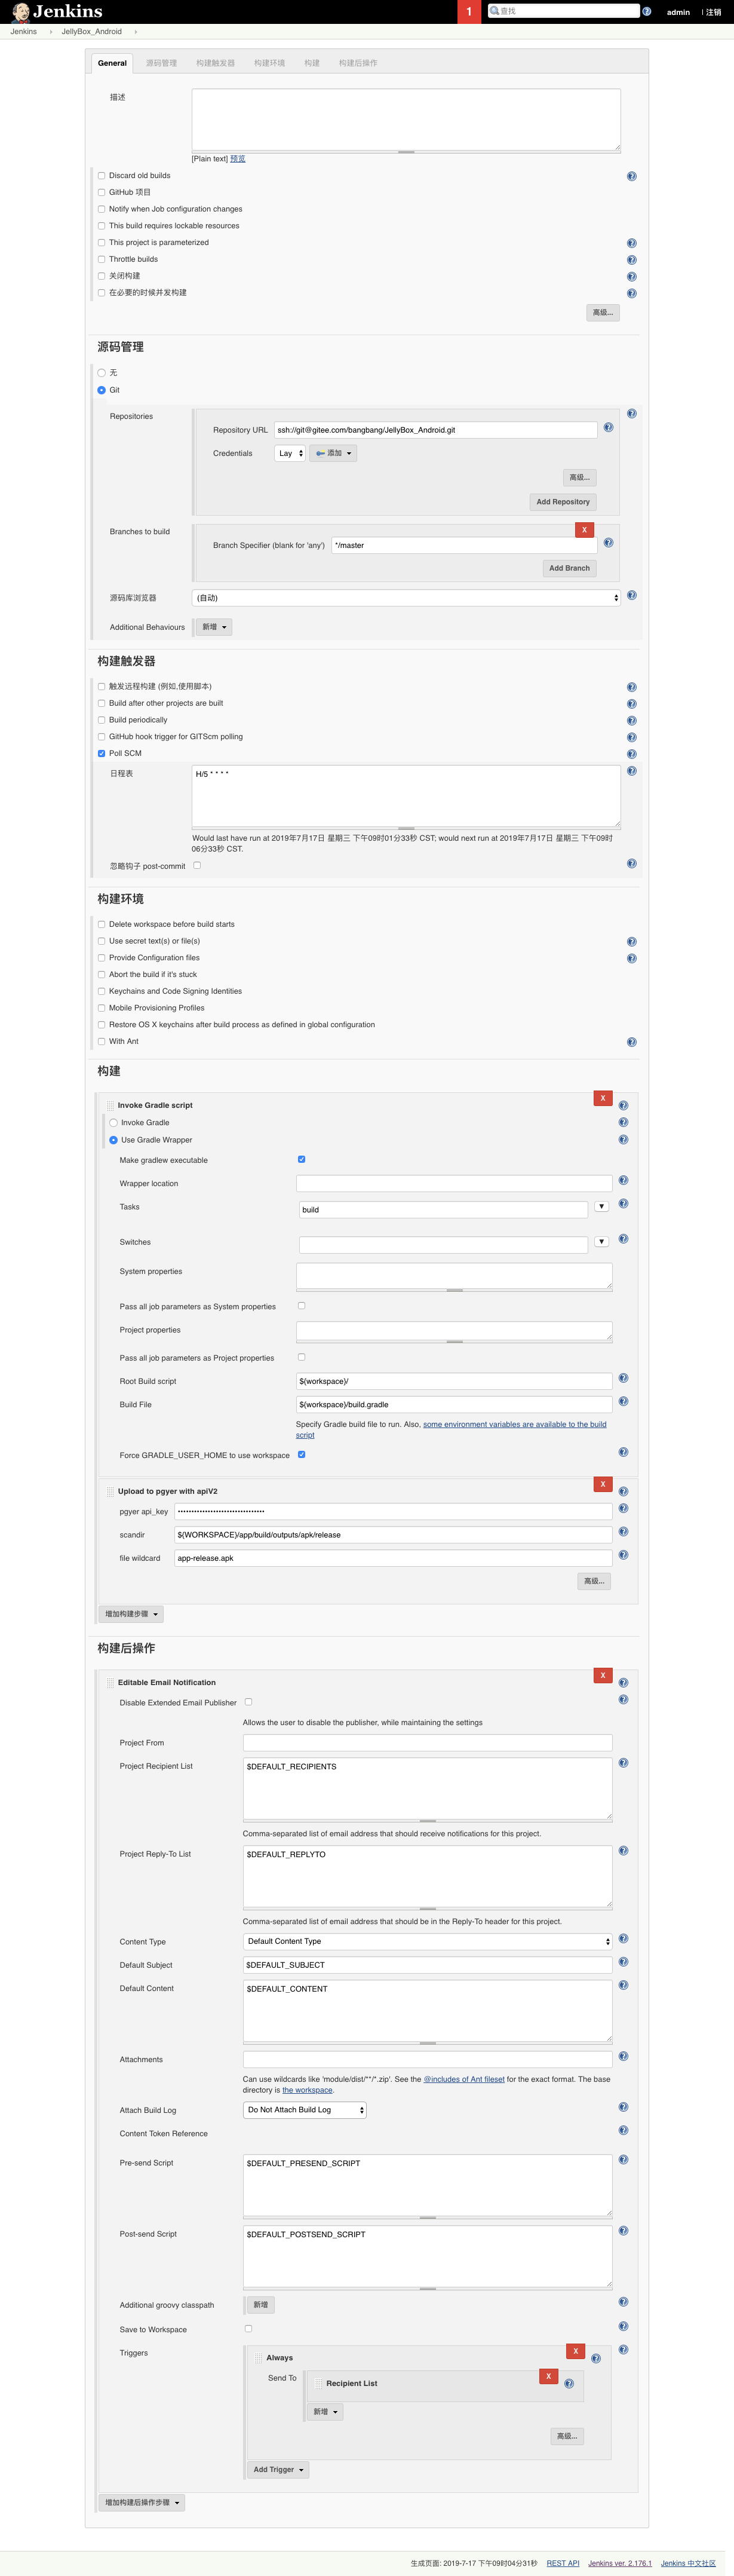 Jenkins
1
查找
admin
| 注销
Jenkins › JellyBox_Android ›
General 源码管理 构建触发器 构建环境 构建 构建后操作
描述
[Plain text] 预览
Discard old builds
GitHub 项目
Notify when Job configuration changes
This build requires lockable resources
This project is parameterized
Throttle builds
关闭构建
在必要的时候并发构建
高级...
源码管理
无
Git
Repositories
Repository URL ssh://git@gitee.com/bangbang/JellyBox_Android.git
Credentials Lay 添加
高级...
Add Repository
Branches to build
X
Branch Specifier (blank for 'any') */master
Add Branch
源码库浏览器 (自动)
Additional Behaviours 新增
构建触发器
触发远程构建 (例如,使用脚本)
Build after other projects are built
Build periodically
GitHub hook trigger for GITScm polling
Poll SCM
日程表 H/5 * * * *
Would last have run at 2019年7月17日 星期三 下午09时01分33秒 CST; would next run at 2019年7月17日 星期三 下午09时
06分33秒 CST.
忽略钩子 post-commit
构建环境
Delete workspace before build starts
Use secret text(s) or file(s)
Provide Configuration files
Abort the build if it's stuck
Keychains and Code Signing Identities
Mobile Provisioning Profiles
Restore OS X keychains after build process as defined in global configuration
With Ant
构建
X
Invoke Gradle script
Invoke Gradle
Use Gradle Wrapper
Make gradlew executable
Wrapper location
Tasks build
Switches
System properties
Pass all job parameters as System properties
Project properties
Pass all job parameters as Project properties
Root Build script ${workspace}/
Build File ${workspace}/build.gradle
Specify Gradle build file to run. Also, some environment variables are available to the build
script
Force GRADLE_USER_HOME to use workspace
X
Upload to pgyer with apiV2
pgyer api_key ••••••••••••••••••••••••••••••••
scandir ${WORKSPACE}/app/build/outputs/apk/release
file wildcard app-release.apk
高级...
增加构建步骤
构建后操作
X
Editable Email Notification
Disable Extended Email Publisher
Allows the user to disable the publisher, while maintaining the settings
Project From
Project Recipient List $DEFAULT_RECIPIENTS
Comma-separated list of email address that should receive notifications for this project.
Project Reply-To List $DEFAULT_REPLYTO
Comma-separated list of email address that should be in the Reply-To header for this project.
Content Type Default Content Type
Default Subject $DEFAULT_SUBJECT
Default Content $DEFAULT_CONTENT
Attachments
Can use wildcards like 'module/dist/**/*.zip'. See the @includes of Ant fileset for the exact format. The base
directory is the workspace.
Attach Build Log Do Not Attach Build Log
Content Token Reference
Pre-send Script $DEFAULT_PRESEND_SCRIPT
Post-send Script $DEFAULT_POSTSEND_SCRIPT
Additional groovy classpath 新增
Save to Workspace
Triggers
X
Always
X
Send To Recipient List
新增
高级...
Add Trigger
增加构建后操作步骤
生成页面: 2019-7-17 下午09时04分31秒 REST API Jenkins ver. 2.176.1 Jenkins 中文社区